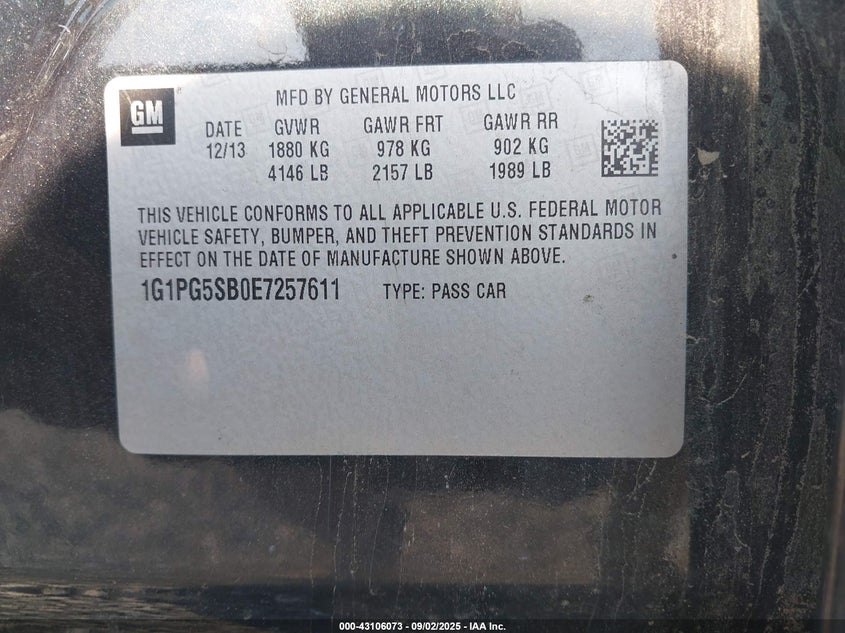 GM
MFD BY GENERAL MOTORS LLC
DATE GVWR GAWR FRT GAWR RR
12/13 1880 KG 978 KG 902 KG
4146 LB 2157 LB 1989 LB
THIS VEHICLE CONFORMS TO ALL APPLICABLE U.S. FEDERAL MOTOR
VEHICLE SAFETY, BUMPER, AND THEFT PREVENTION STANDARDS IN
EFFECT ON THE DATE OF MANUFACTURE SHOWN ABOVE.
1G1PG5SB0E7257611 TYPE: PASS CAR
000-43106073 - 09/02/2025 - IAA Inc.